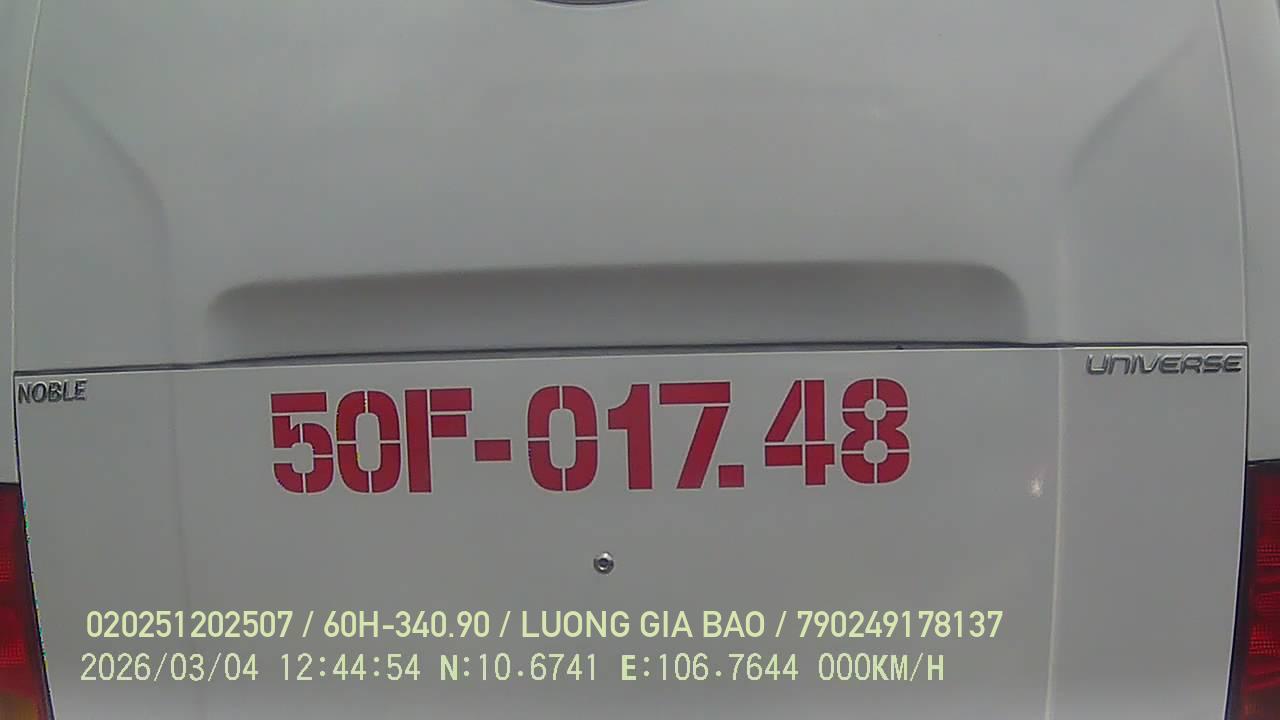 NOBLE
UNIVERSE
50F-017.48
020251202507 / 60H-340.90 / LUONG GIA BAO / 790249178137
2026/03/04 12:44:54 N:10.6741 E:106.7644 000KM/H